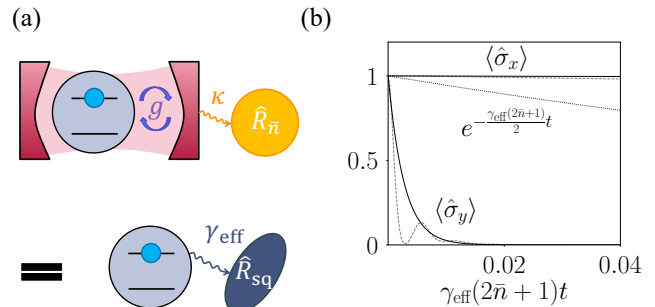 (a)
g
κ
R̂_n̄
γ_eff
R̂_sq
=
(b)
⟨σ̂_x⟩
1
e^{-\frac{γ_eff(2n̄+1)}{2}t}
0.5
⟨σ̂_y⟩
0
0.02
0.04
γ_eff(2n̄ + 1)t